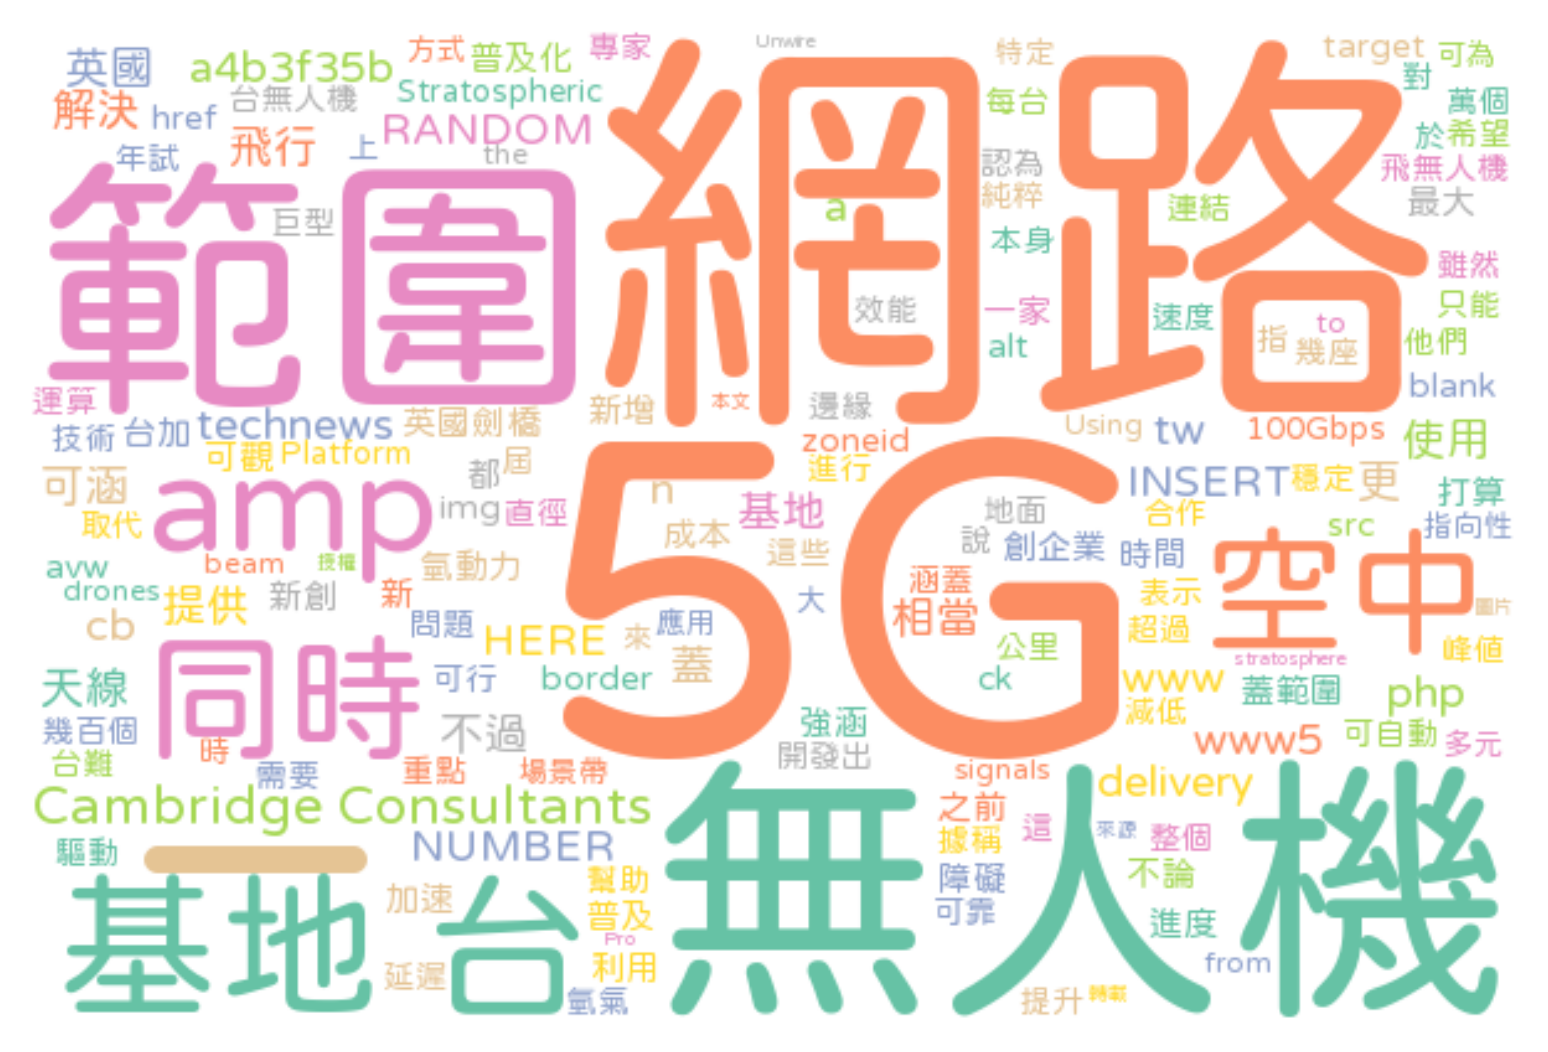 英國
a4b3f35b
方式
普及化
專家
Unwire
特定
target
可為
解決
href
台無人機
Stratospheric
每台
對
萬個
年試
飛行
上
RANDOM
the
網路
認為
於
希望
飛無人機
範圍
巨型
a
純粹
連結
最大
本身
雖然
效能
一家
速度
只能
alt
指
to
幾座
他們
運算
新增
本文
邊緣
blank
技術
台加
technews
英國劍橋
zoneid
Using
tw
100Gbps
使用
可觀
Platform
都
屆
進行
5G
INSERT
穩定
更
可涵
amp
img
直徑
n
基地
地面
合作
打算
取代
成本
說
創企業
時間
src
指向性
avw
beam
授權
氫動力
這些
空中
drones
提供
新創
新
大
涵蓋
相當
表示
圖片
cb
問題
HERE
來
應用
公里
超過
峰值
同時
stratosphere
天線
可行
border
蓋
ck
www
蓋範圍
php
幾百個
時
不過
強涵
減低
www5
可自動
多元
台難
需要
重點
場景帶
開發出
signals
delivery
Cambridge Consultants
無人機
之前
驅動
一
NUMBER
據稱
這
來源
整個
基地台
加速
幫助
障礙
不論
普及
可靠
進度
Pro
延遲
利用
from
氫氣
提升
轉載